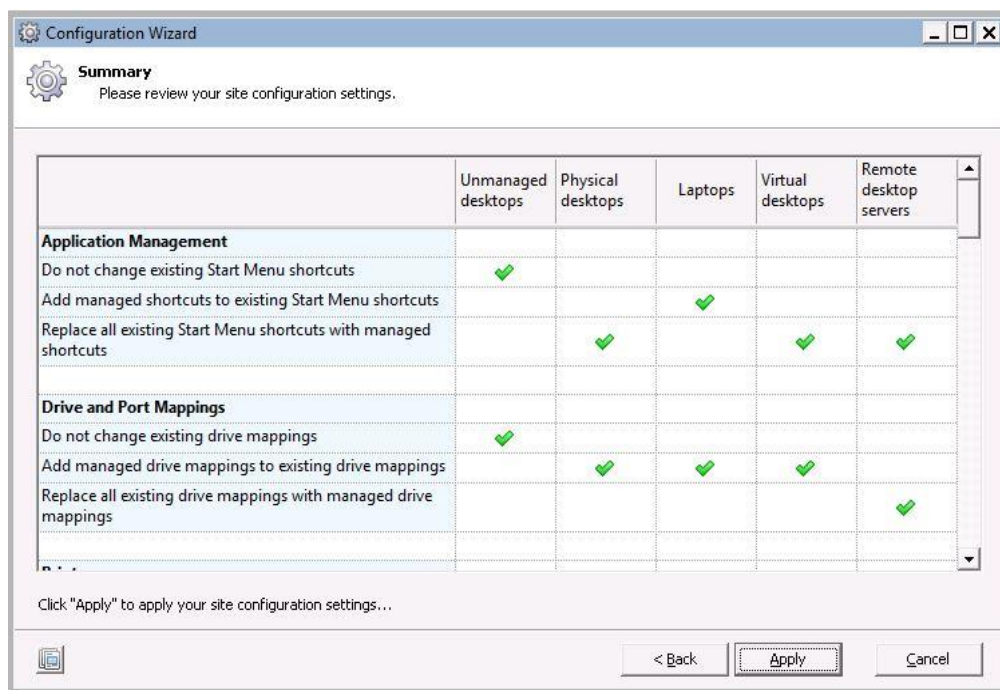 Configuration Wizard
Summary
Please review your site configuration settings.
Unmanaged desktops
Physical desktops
Laptops
Virtual desktops
Remote desktop servers
Application Management
Do not change existing Start Menu shortcuts
Add managed shortcuts to existing Start Menu shortcuts
Replace all existing Start Menu shortcuts with managed
shortcuts
Drive and Port Mappings
Do not change existing drive mappings
Add managed drive mappings to existing drive mappings
Replace all existing drive mappings with managed drive
mappings
Click "Apply" to apply your site configuration settings...
< Back
Apply
Cancel